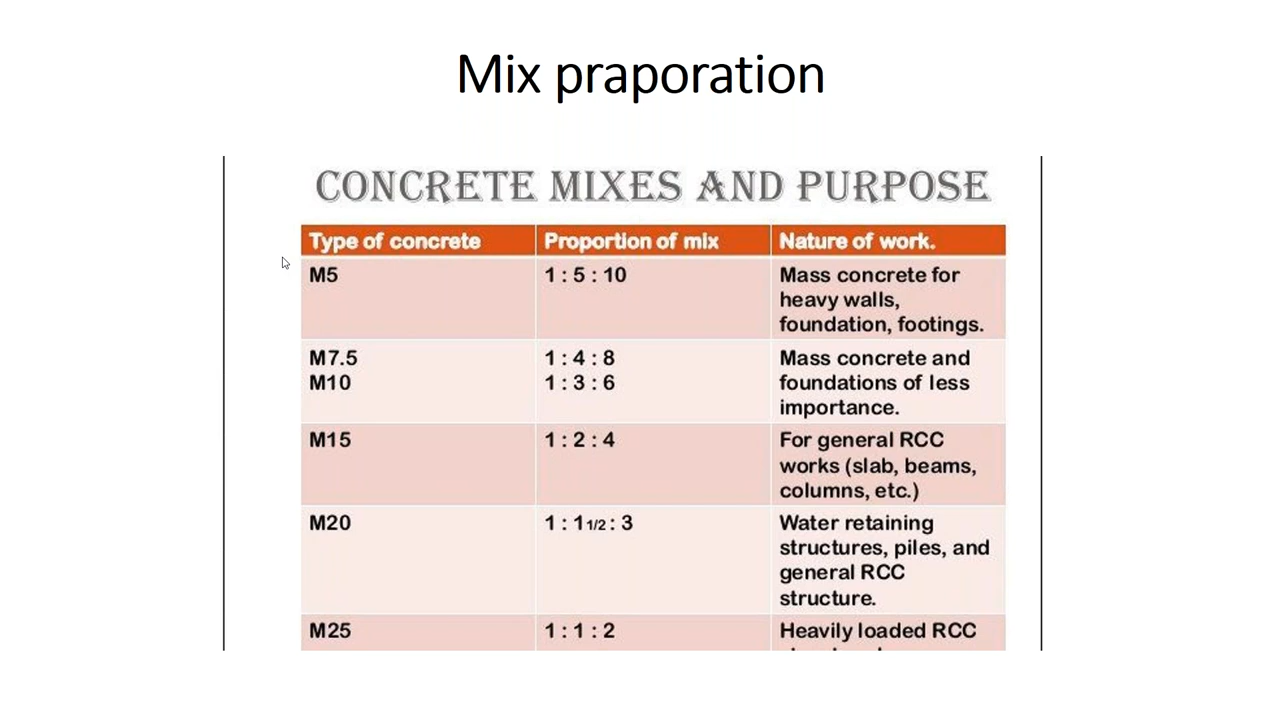 Mix praporation
CONCRETE MIXES AND PURPOSE
Type of concrete Proportion of mix Nature of work.
M5 1 : 5 : 10 Mass concrete for
heavy walls,
foundation, footings.
M7.5 1 : 4 : 8 Mass concrete and
M10 1 : 3 : 6 foundations of less
importance.
M15 1 : 2 : 4 For general RCC
works (slab, beams,
columns, etc.)
M20 1 : 1 1/2 : 3 Water retaining
structures, piles, and
general RCC
structure.
M25 1 : 1 : 2 Heavily loaded RCC